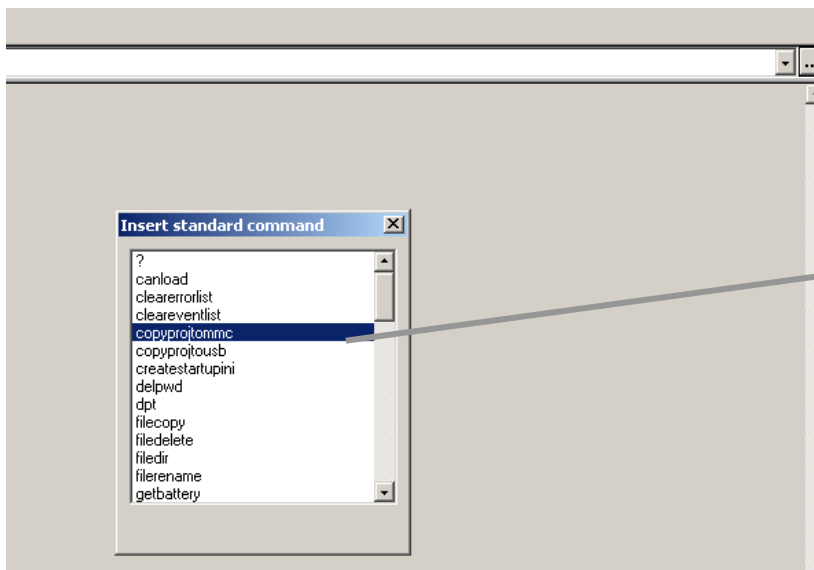 ...
Insert standard command
?
canload
clearerrorlist
cleareventlist
copyprojtommc
copyprojtousb
createstartupini
delpwd
dpt
filecopy
filedelete
filedir
filerename
getbattery